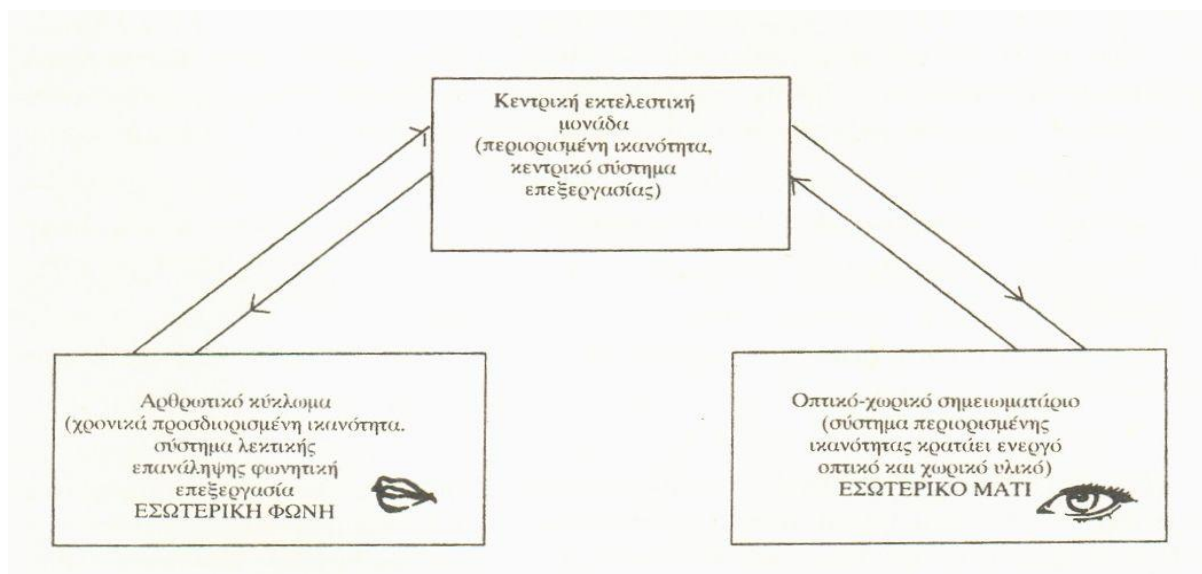 Κεντρική εκτελεστική
μονάδα
(περιορισμένη ικανότητα,
κεντρικό σύστημα
επεξεργασίας)
Αρθρωτικό κύκλωμα
(χρονικά προσδιορισμένη ικανότητα.
σύστημα λεκτικής
επανάληψης φωνητική
επεξεργασία
ΕΣΩΤΕΡΙΚΗ ΦΩΝΗ
Οπτικό-χωρικό σημειωματάριο
(σύστημα περιορισμένης
ικανότητας κρατάει ενεργό
οπτικό και χωρικό υλικό)
ΕΣΩΤΕΡΙΚΟ ΜΑΤΙ